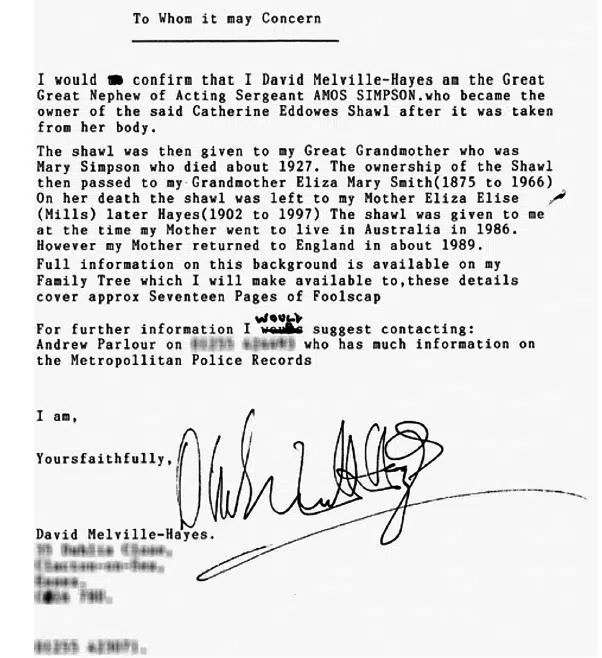 To Whom it may Concern
I would confirm that I David Melville-Hayes am the Great
Great Nephew of Acting Sergeant AMOS SIMPSON.who became the
owner of the said Catherine Eddowes Shawl after it was taken
from her body.
The shawl was then given to my Great Grandmother who was
Mary Simpson who died about 1927. The ownership of the Shawl
then passed to my Grandmother Eliza Mary Smith(1875 to 1966)
On her death the shawl was left to my Mother Eliza Elise
(Mills) later Hayes(1902 to 1997) The shawl was given to me
at the time my Mother went to live in Australia in 1986.
However my Mother returned to England in about 1989.
Full information on this background is available on my
Family Tree which I will make available to,these details
cover approx Seventeen Pages of Foolscap
WOULD
For further information I suggest contacting:
Andrew Parlour on who has much information on
the Metropollitan Police Records
I am,
Yoursfaithfully,
David Melville-Hayes.